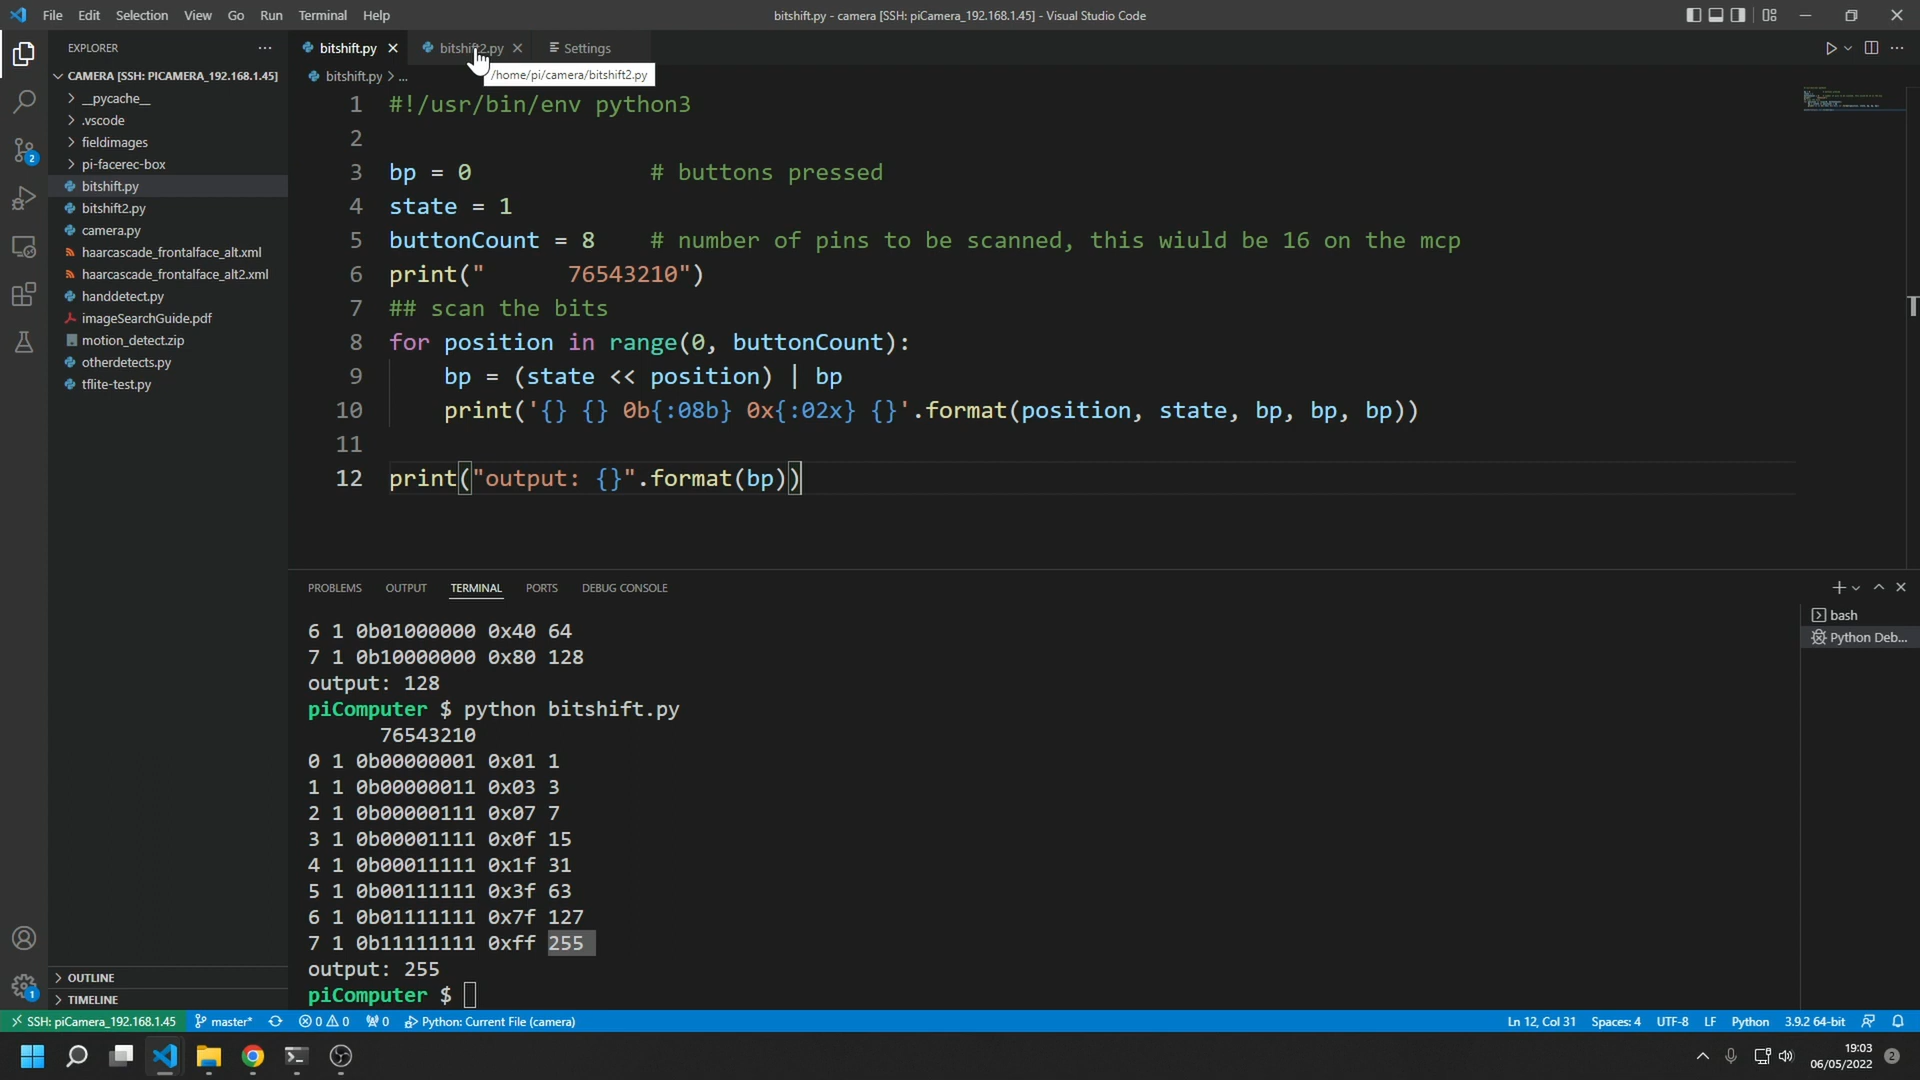 File Edit Selection View Go Run Terminal Help
bitshift.py - camera [SSH: piCamera_192.168.1.45] - Visual Studio Code
EXPLORER
CAMERA [SSH: PICAMERA_192.168.1.45]
__pycache__
.vscode
fieldimages
pi-facerec-box
bitshift.py
bitshift2.py
camera.py
haarcascade_frontalface_alt.xml
haarcascade_frontalface_alt2.xml
handdetect.py
imageSearchGuide.pdf
motion_detect.zip
otherdetects.py
tflite-test.py
OUTLINE
TIMELINE
2
1
bitshift.py bitshift2.py Settings
bitshift.py > ...
/home/pi/camera/bitshift2.py
1 #!/usr/bin/env python3
2
3 bp = 0 # buttons pressed
4 state = 1
5 buttonCount = 8 # number of pins to be scanned, this wiuld be 16 on the mcp
6 print("      76543210")
7 ## scan the bits
8 for position in range(0, buttonCount):
9 bp = (state << position) | bp
10 print('{} {} 0b{:08b} 0x{:02x} {}'.format(position, state, bp, bp, bp))
11
12 print("output: {}".format(bp))
PROBLEMS OUTPUT TERMINAL PORTS DEBUG CONSOLE
bash
Python Deb...
6 1 0b01000000 0x40 64
7 1 0b10000000 0x80 128
output: 128
piComputer $ python bitshift.py
76543210
0 1 0b00000001 0x01 1
1 1 0b00000011 0x03 3
2 1 0b00000111 0x07 7
3 1 0b00001111 0x0f 15
4 1 0b00011111 0x1f 31
5 1 0b00111111 0x3f 63
6 1 0b01111111 0x7f 127
7 1 0b11111111 0xff 255
output: 255
piComputer $
SSH: piCamera_192.168.1.45 master* 0 0 0 Python: Current File (camera) Ln 12, Col 31 Spaces: 4 UTF-8 LF Python 3.9.2 64-bit
19:03
06/05/2022
2